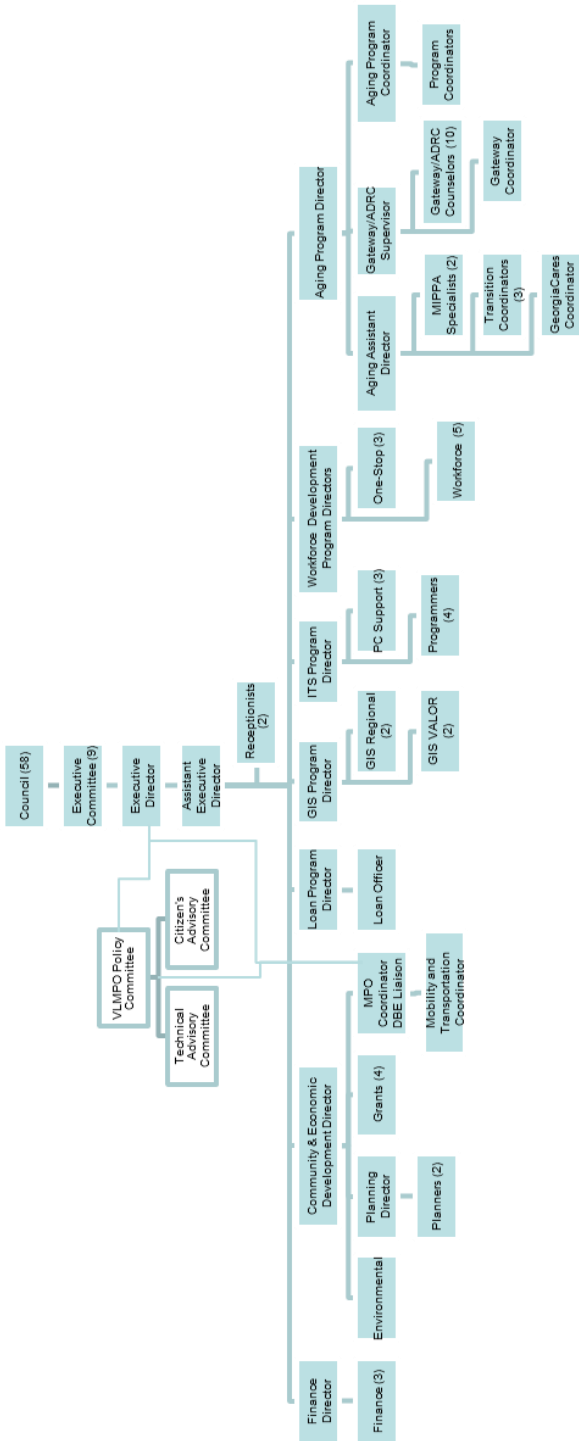 Council (58)
Executive
Committee (9)
Executive
Director
Assistant
Executive Director
Receptionists
(2)
VLMPO Policy
Committee
Technical
Advisory
Committee
Citizen's
Advisory
Committee
Finance
Director
Finance (3)
Community & Economic
Development Director
Environmental
Planning
Director
Planners (2)
Grants (4)
MPO
Coordinator
DBE Liaison
Mobility and
Transportation
Coordinator
Loan Program
Director
Loan Officer
GIS Program
Director
GIS Regional
(2)
GIS VALOR
(2)
ITS Program
Director
PC Support (3)
Programmers
(4)
Workforce Development
Program Directors
One-Stop (3)
Workforce (5)
Aging Program Director
Aging Assistant
Director
MIPPA
Specialists (2)
Transition
Coordinators
(3)
GeorgiaCares
Coordinator
Gateway/ADRC
Supervisor
Gateway/ADRC
Counselors (10)
Gateway
Coordinator
Aging Program
Coordinator
Program
Coordinators